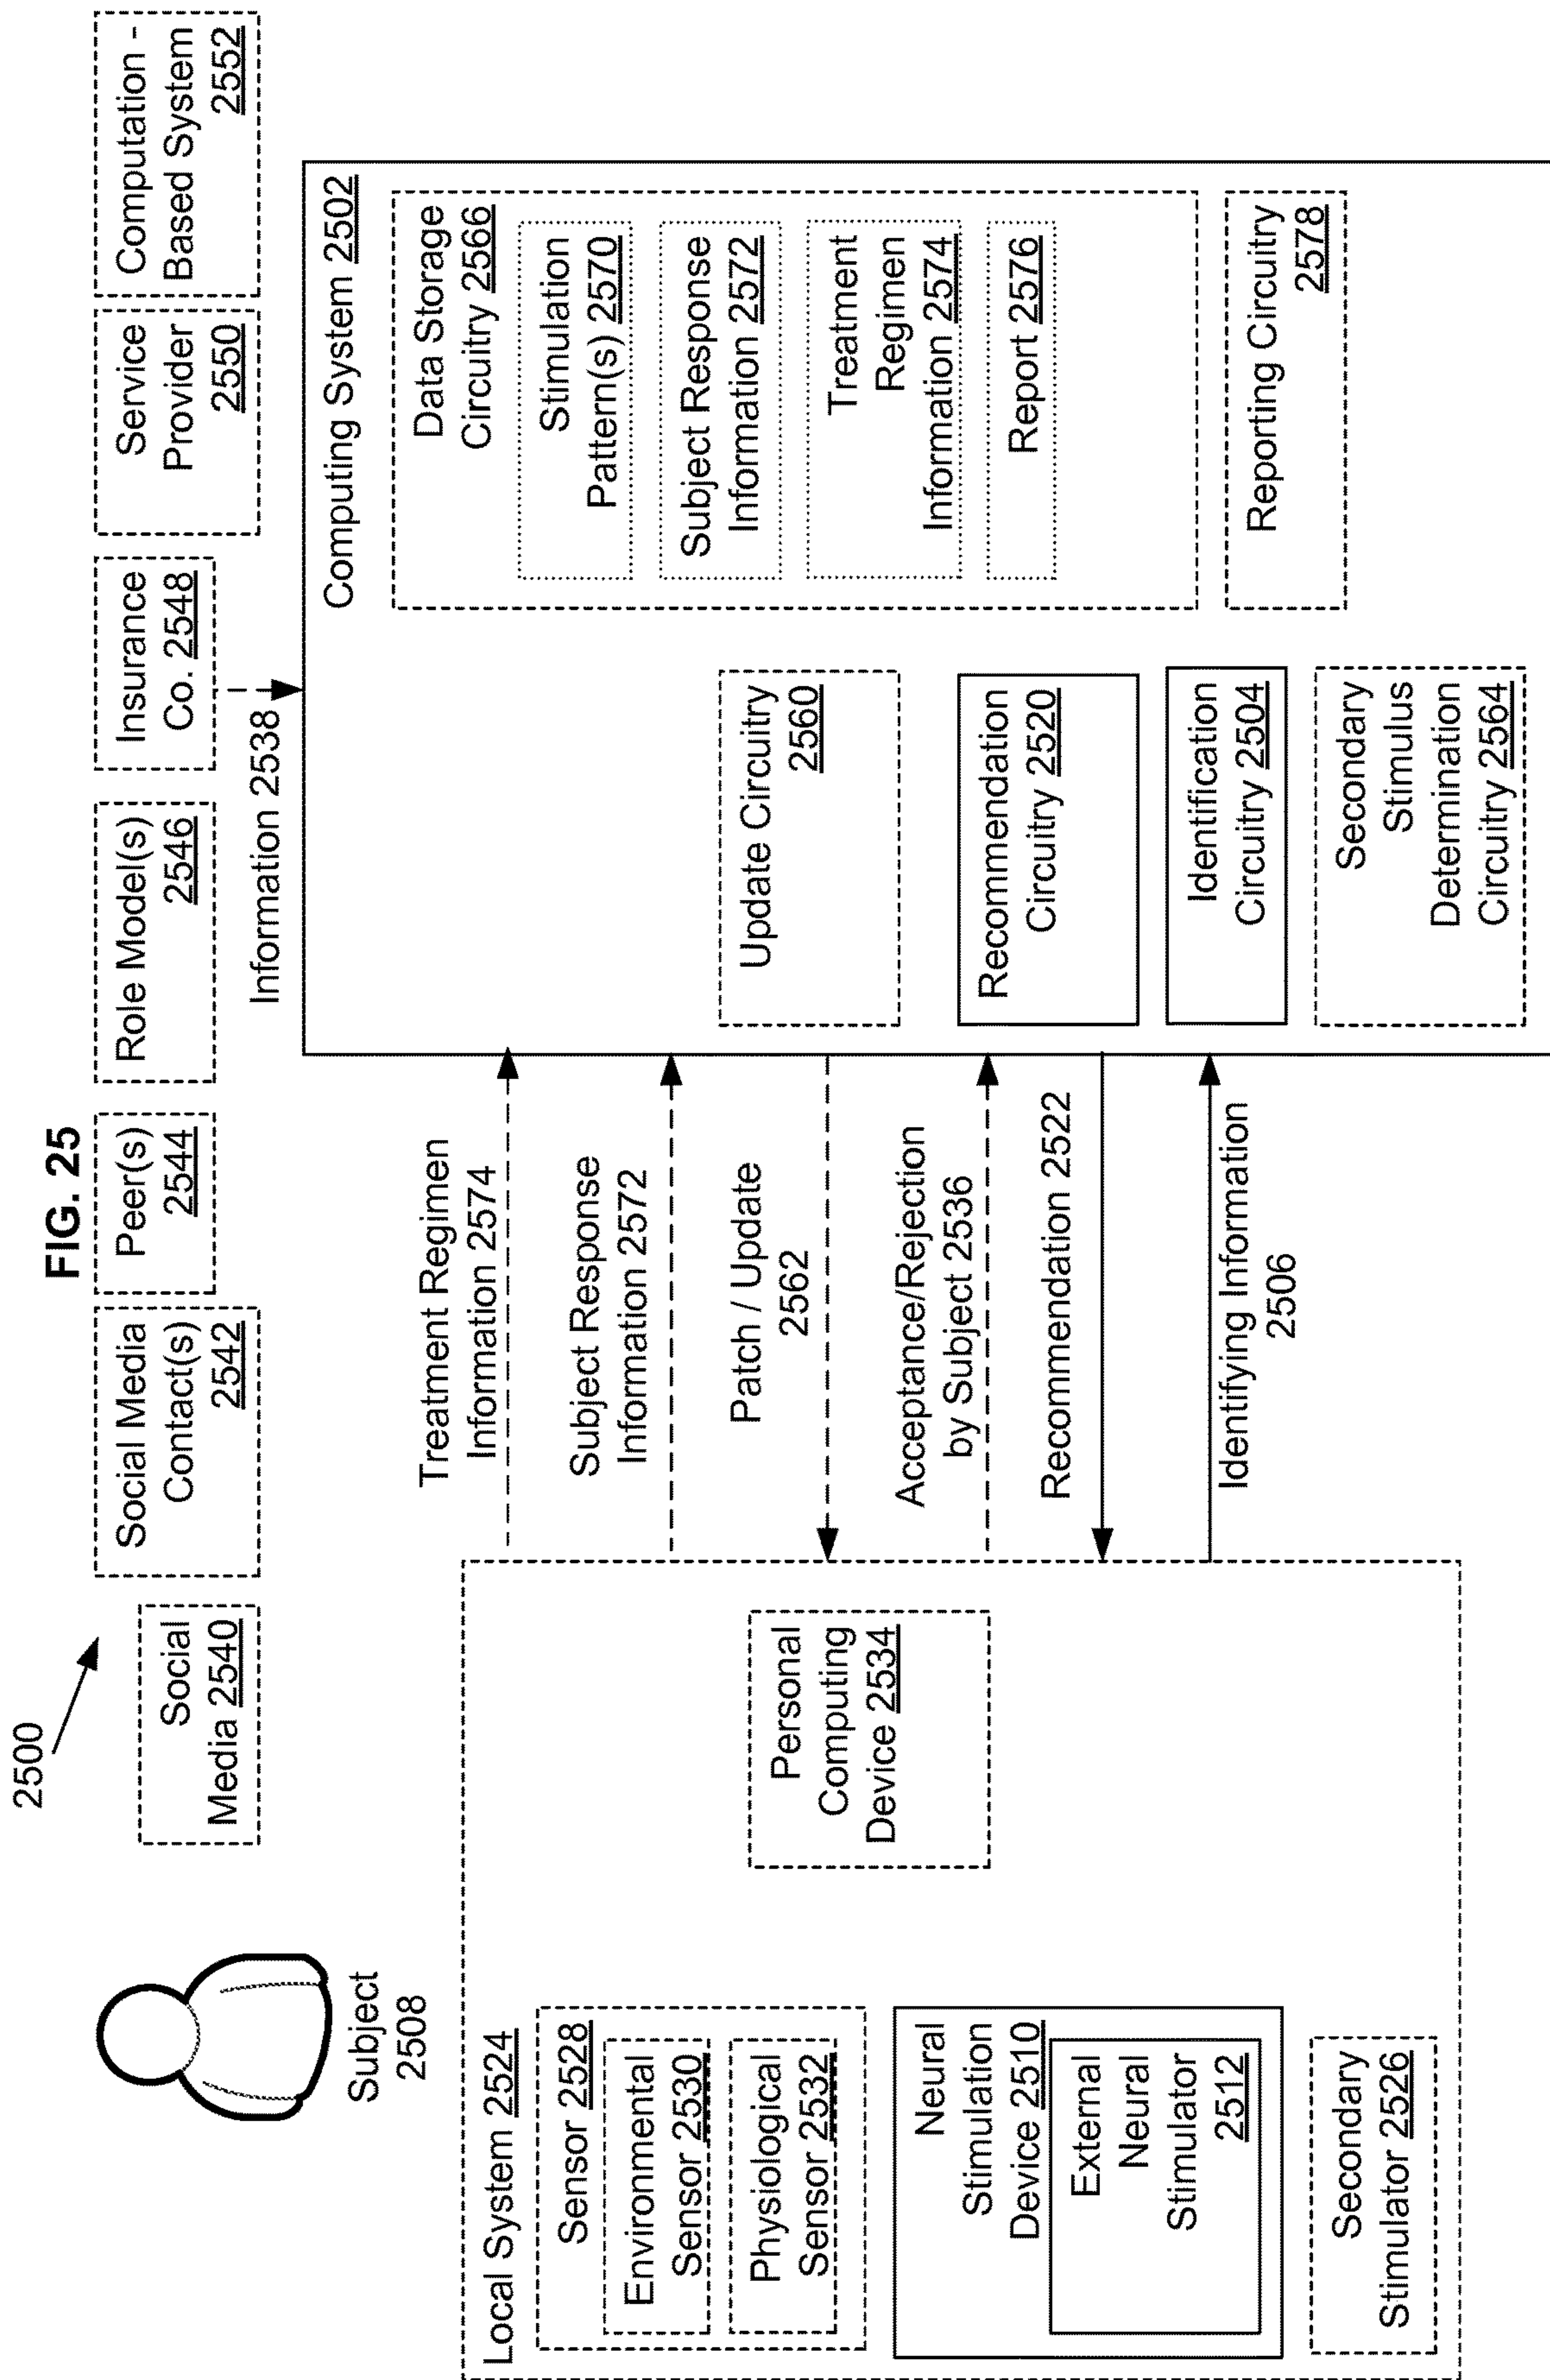 FIG. 25
2500
Social
Media 2540
Social Media
Contact(s)
2542
Peer(s)
2544
Role Model(s)
2546
Insurance
Co. 2548
Service
Provider
2550
Computation -
Based System
2552
Information 2538
Subject
2508
Local System 2524
Sensor 2528
Environmental
Sensor 2530
Physiological
Sensor 2532
Neural
Stimulation
Device 2510
External
Neural
Stimulator
2512
Secondary
Stimulator 2526
Personal
Computing
Device 2534
Treatment Regimen
Information 2574
Subject Response
Information 2572
Patch / Update
2562
Acceptance/Rejection
by Subject 2536
Recommendation 2522
Identifying Information
2506
Computing System 2502
Update Circuitry
2560
Recommendation
Circuitry 2520
Identification
Circuitry 2504
Secondary
Stimulus
Determination
Circuitry 2564
Data Storage
Circuitry 2566
Stimulation
Pattern(s) 2570
Subject Response
Information 2572
Treatment
Regimen
Information 2574
Report 2576
Reporting Circuitry
2578